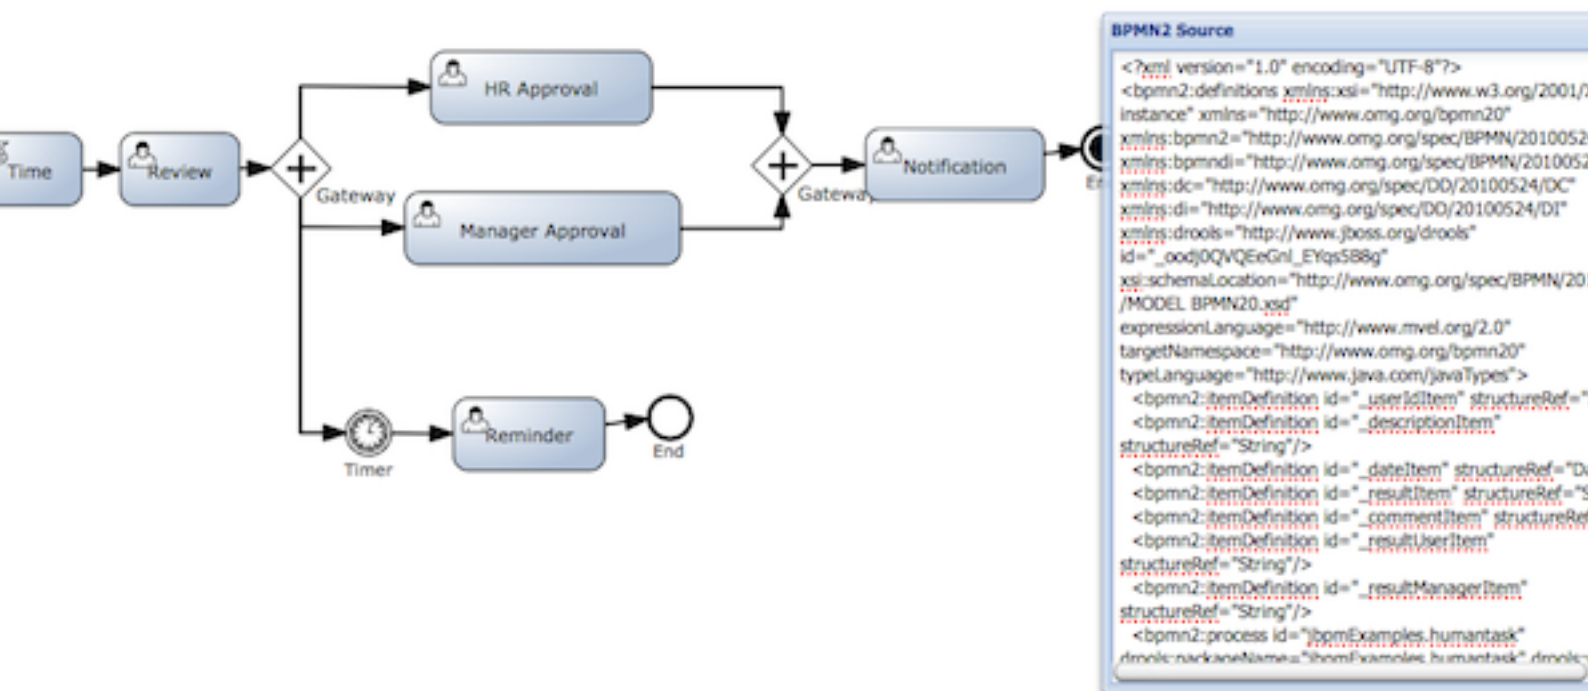 HR Approval
Time
Review
Gateway
Manager Approval
Gateway
Notification
Timer
Reminder
End
BPMN2 Source
<?xml version="1.0" encoding="UTF-8"?>
<bpmn2:definitions xmlns:xsi="http://www.w3.org/2001/
instance" xmlns="http://www.omg.org/bpmn20"
xmlns:bpmn2="http://www.omg.org/spec/BPMN/2010052
xmlns:bpmndi="http://www.omg.org/spec/BPMN/2010052
xmlns:dc="http://www.omg.org/spec/DD/20100524/DC"
xmlns:di="http://www.omg.org/spec/DD/20100524/DI"
xmlns:drools="http://www.jboss.org/drools"
id="_oodj0QVQEeGnl_EYqs588g"
xsi:schemaLocation="http://www.omg.org/spec/BPMN/20
/MODEL BPMN20.xsd"
expressionLanguage="http://www.mvel.org/2.0"
targetNamespace="http://www.omg.org/bpmn20"
typeLanguage="http://www.java.com/javaTypes">
<bpmn2:itemDefinition id="_userIdItem" structureRef="
<bpmn2:itemDefinition id="_descriptionItem"
structureRef="String"/>
<bpmn2:itemDefinition id="_dateItem" structureRef="Da
<bpmn2:itemDefinition id="_resultItem" structureRef="S
<bpmn2:itemDefinition id="_commentItem" structureRef
<bpmn2:itemDefinition id="_resultUserItem"
structureRef="String"/>
<bpmn2:itemDefinition id="_resultManagerItem"
structureRef="String"/>
<bpmn2:process id="jbpmExamples.humantask"
drools:packageName="jbpmExamples.humantask" drools: